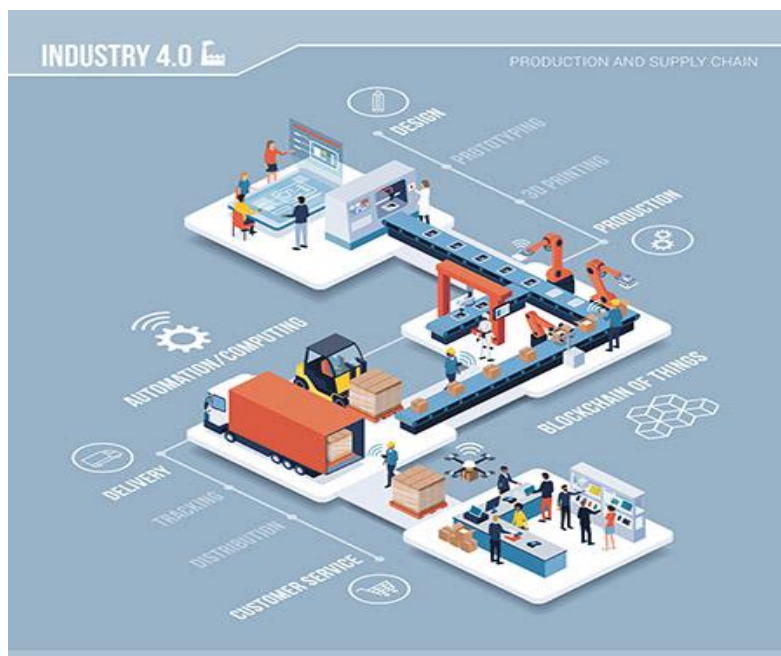 INDUSTRY 4.0
PRODUCTION AND SUPPLY CHAIN
DESIGN
PROTOTYPING
3D PRINTING
PRODUCTION
AUTOMATION/COMPUTING
BLOCKCHAIN OF THINGS
DELIVERY
TRACKING
DISTRIBUTION
CUSTOMER SERVICE